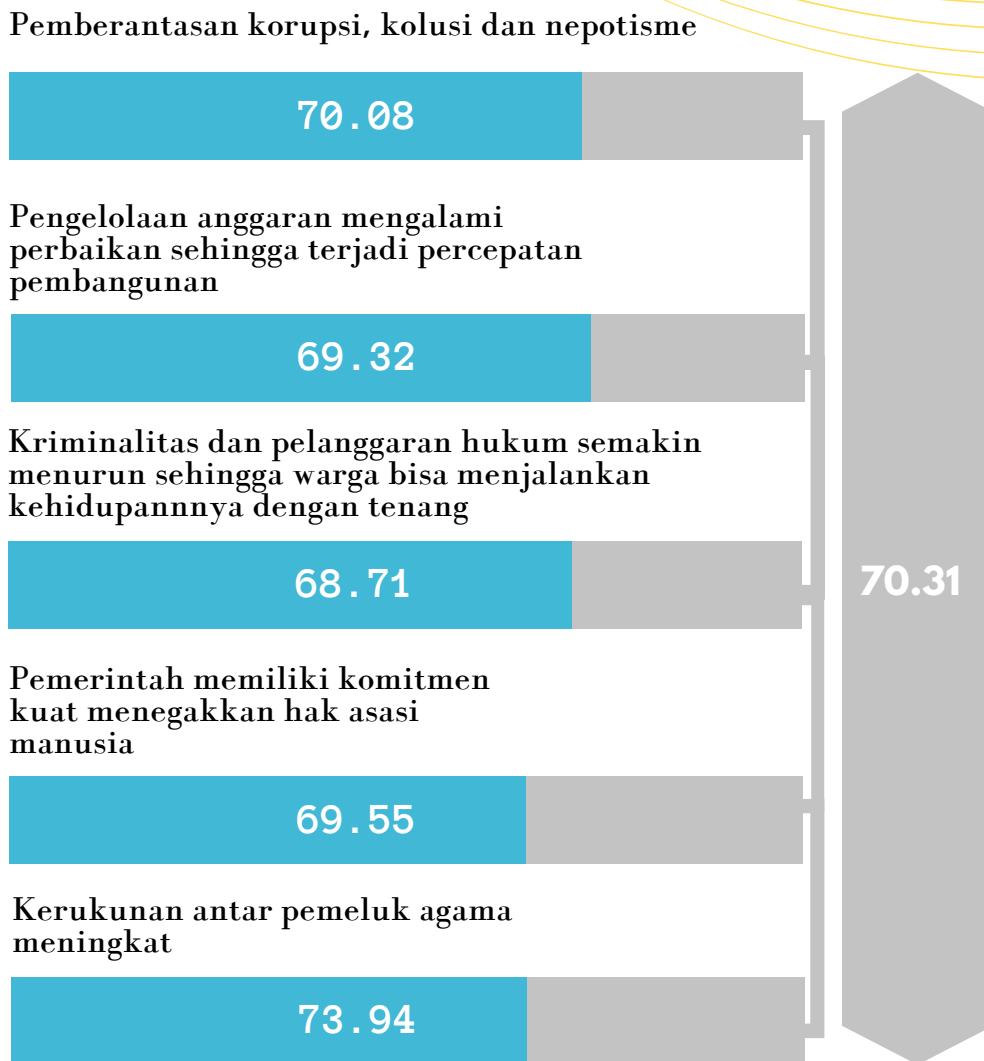 Pemberantasan korupsi, kolusi dan nepotisme
70.08
Pengelolaan anggaran mengalami
perbaikan sehingga terjadi percepatan
pembangunan
69.32
Kriminalitas dan pelanggaran hukum semakin
menurun sehingga warga bisa menjalankan
kehidupannnya dengan tenang
68.71
70.31
Pemerintah memiliki komitmen
kuat menegakkan hak asasi
manusia
69.55
Kerukunan antar pemeluk agama
meningkat
73.94